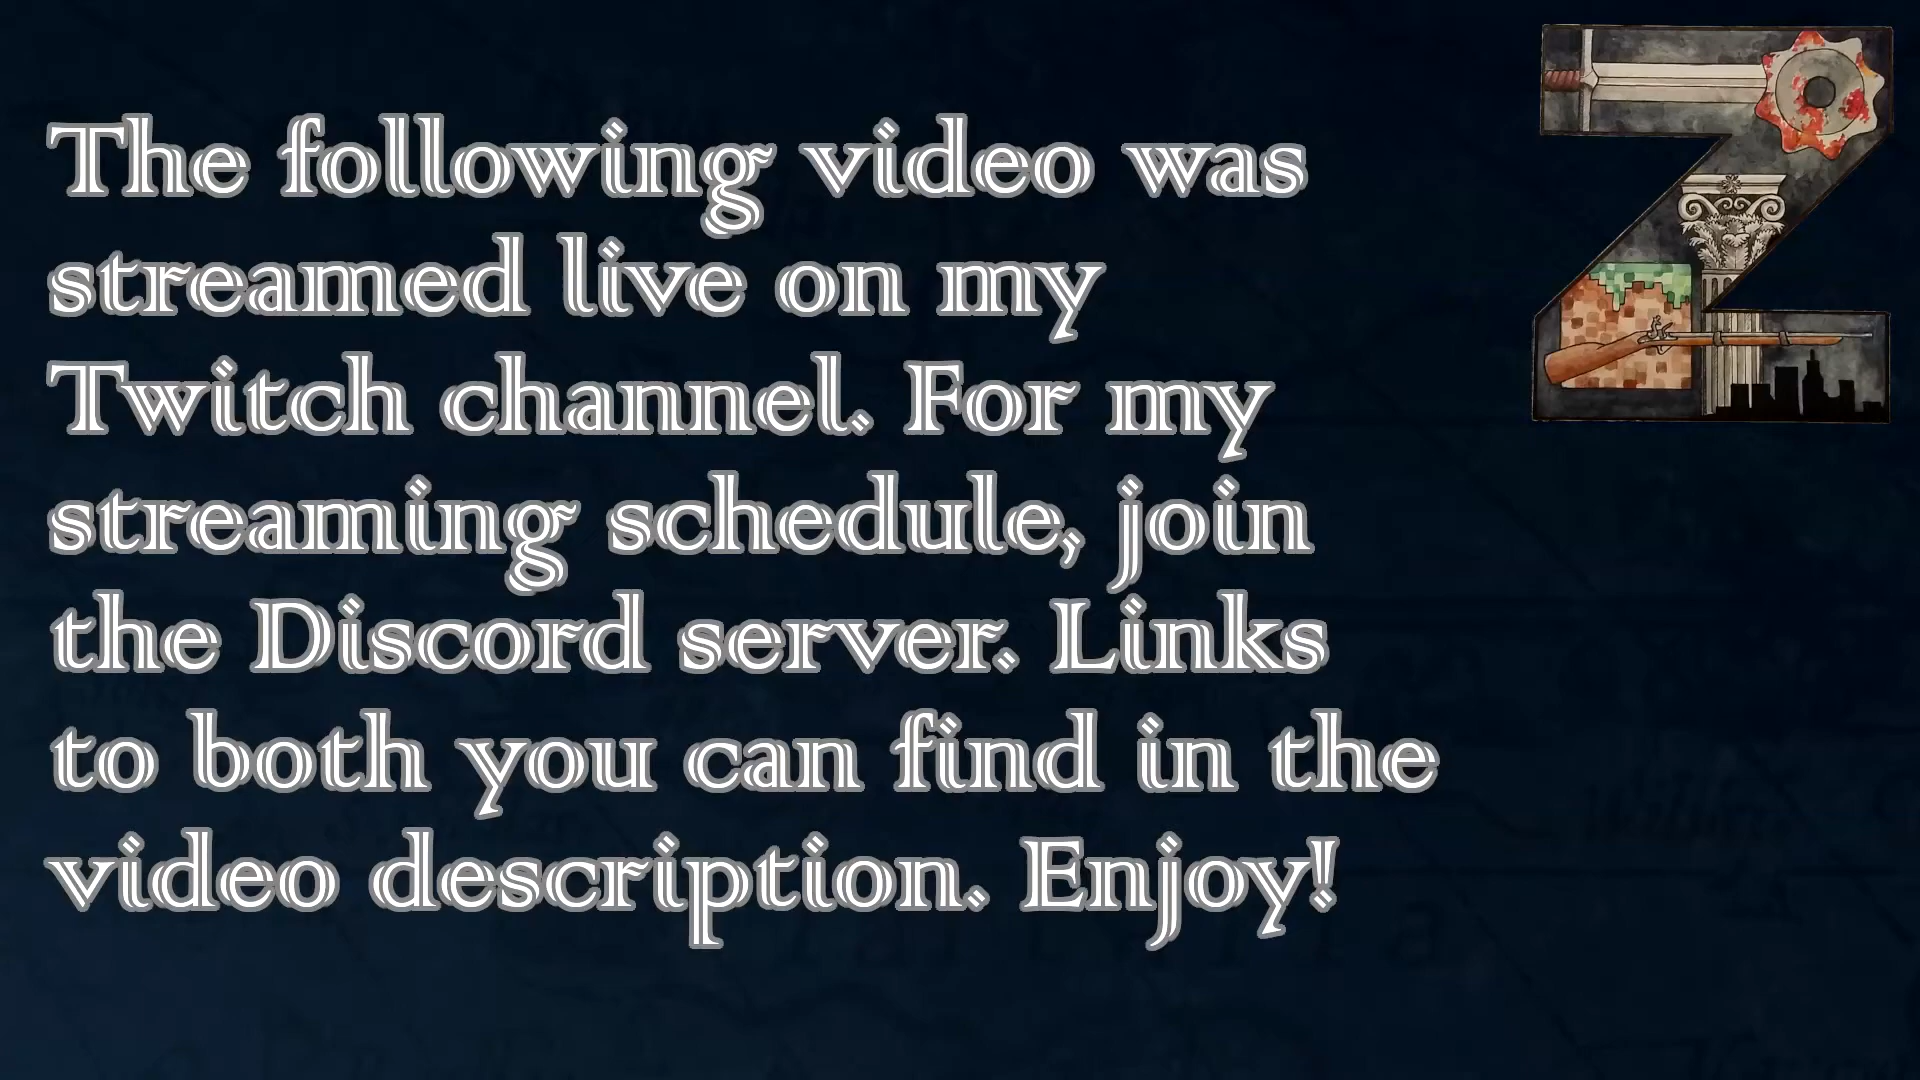 The following video was
streamed live on my
Twitch channel. For my
streaming schedule, join
the Discord server. Links
to both you can find in the
video description. Enjoy!